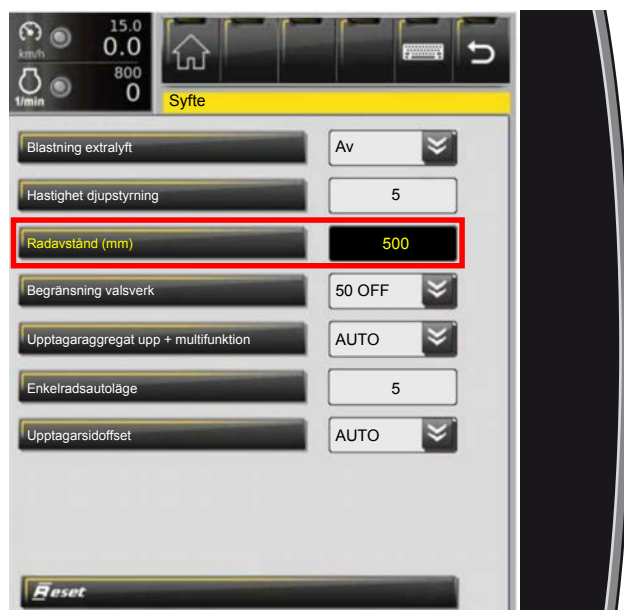 15.0
km/h 0.0
800
1/min 0
Syfte
Blastning extralyft Av
Hastighet djupstyrning 5
Radavstånd (mm) 500
Begränsning valsverk 50 OFF
Upptagaraggregat upp + multifunktion AUTO
Enkelradsautoläge 5
Upptagarsidoffset AUTO
Reset